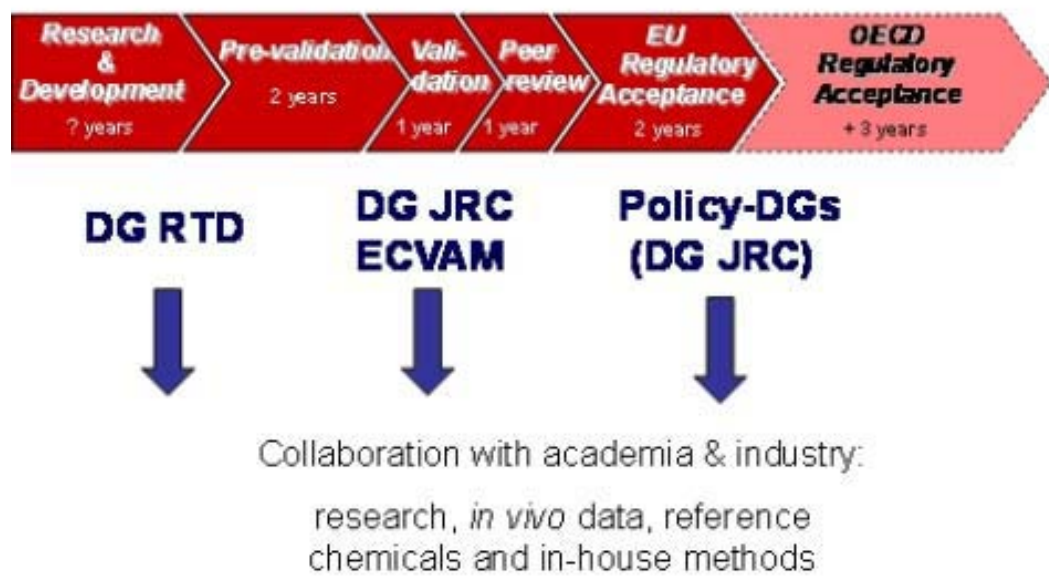 Research
&
Development
? years
Pre-validation
2 years
Vali-
dation
1 year
Peer
review
1 year
EU
Regulatory
Acceptance
2 years
OECD
Regulatory
Acceptance
+ 3 years
DG RTD
DG JRC
ECVAM
Policy-DGs
(DG JRC)
Collaboration with academia & industry:
research, in vivo data, reference
chemicals and in-house methods